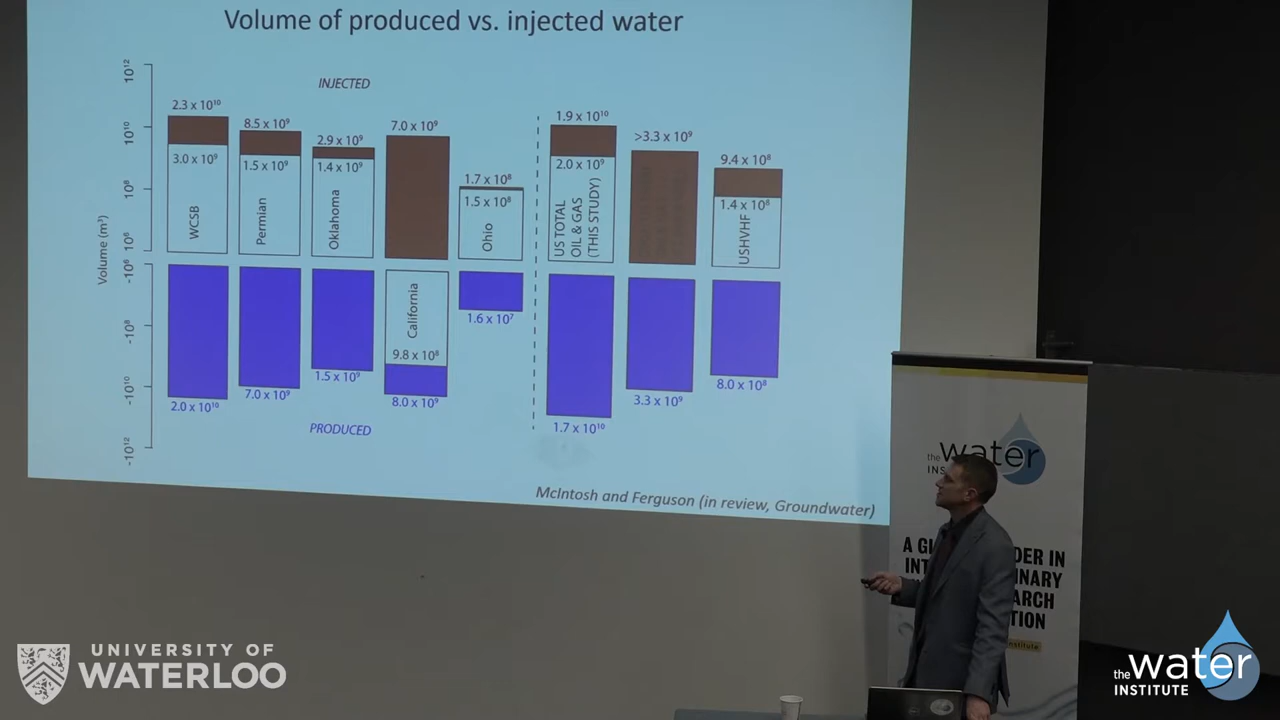 Volume of produced vs. injected water
INJECTED
PRODUCED
Volume (m³)
10¹²
10¹⁰
10⁸
10⁶
-10⁶
-10⁸
-10¹⁰
-10¹²
2.3 x 10¹⁰
3.0 x 10⁹
WCSB
2.0 x 10¹⁰
8.5 x 10⁹
1.5 x 10⁹
Permian
7.0 x 10⁹
2.9 x 10⁹
1.4 x 10⁹
Oklahoma
1.5 x 10⁹
7.0 x 10⁹
California
9.8 x 10⁸
8.0 x 10⁹
1.7 x 10⁸
1.5 x 10⁸
Ohio
1.6 x 10⁷
1.9 x 10¹⁰
2.0 x 10⁹
US TOTAL
OIL & GAS
(THIS STUDY)
1.7 x 10¹⁰
>3.3 x 10⁹
3.3 x 10⁹
9.4 x 10⁸
1.4 x 10⁸
USHVHF
8.0 x 10⁸
McIntosh and Ferguson (in review, Groundwater)
the water
INS
A GL DER IN
INT INARY
ARCH
TION
nstitute
UNIVERSITY OF
WATERLOO
the water
INSTITUTE